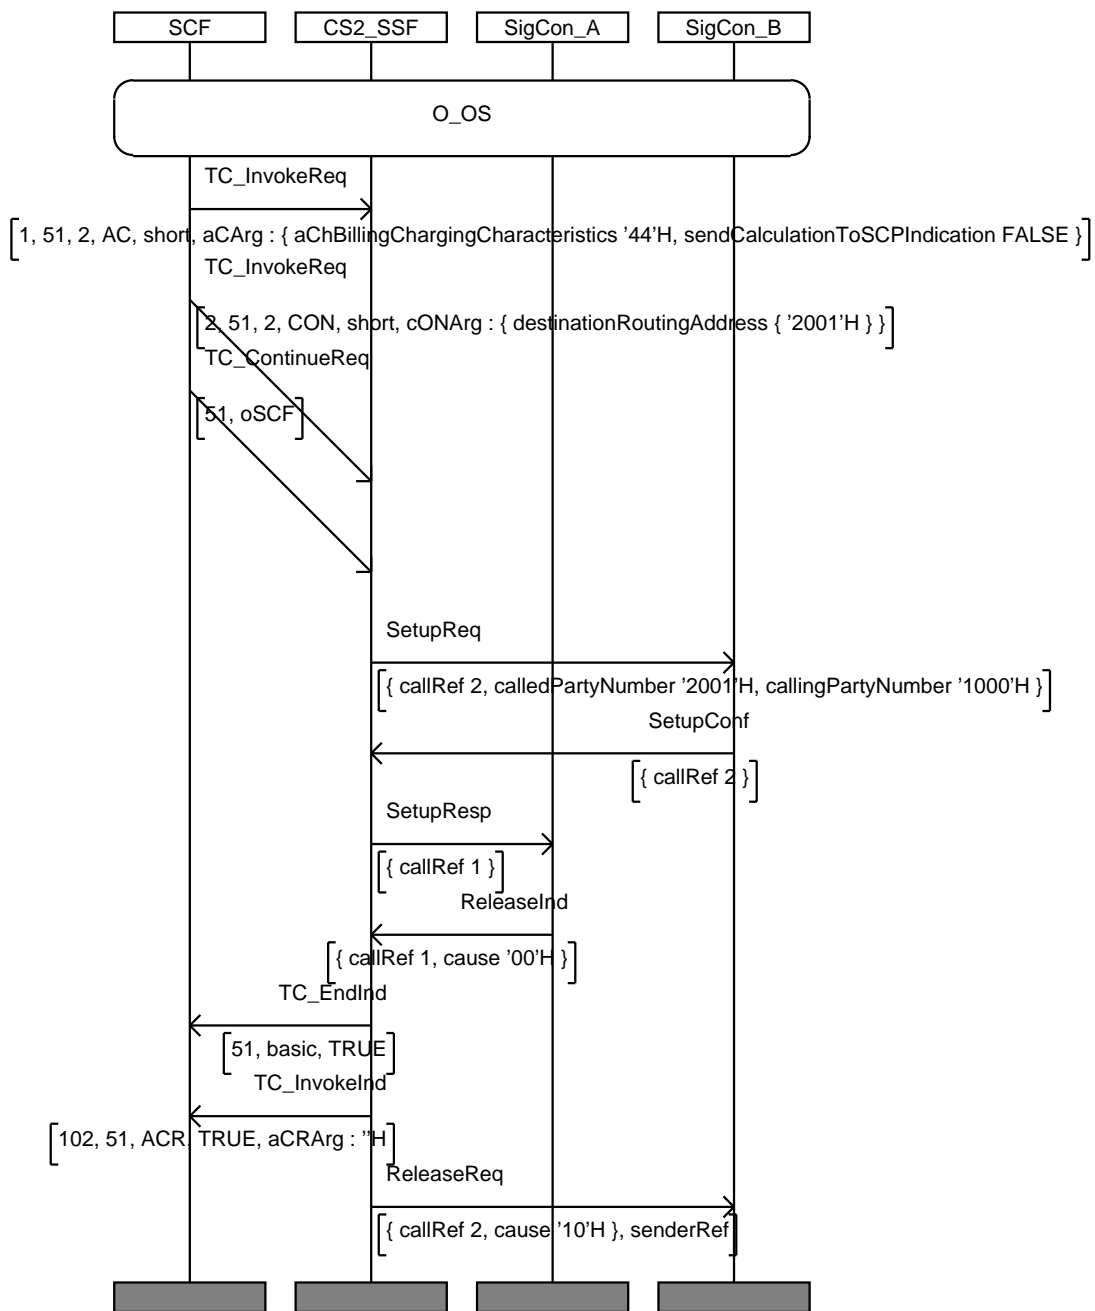 SCF CS2_SSF SigCon_A SigCon_B
O_OS
TC_InvokeReq
1, 51, 2, AC, short, aCArg : { aChBillingChargingCharacteristics '44'H, sendCalculationToSCPIndication FALSE }
TC_InvokeReq
2, 51, 2, CON, short, cONArg : { destinationRoutingAddress { '2001'H } }
TC_ContinueReq
51, oSCF
SetupReq
{ callRef 2, calledPartyNumber '2001'H, callingPartyNumber '1000'H }
SetupConf
{ callRef 2 }
SetupResp
{ callRef 1 }
ReleaseInd
{ callRef 1, cause '00'H }
TC_EndInd
51, basic, TRUE
TC_InvokeInd
102, 51, ACR, TRUE, aCRArg : ''H
ReleaseReq
{ callRef 2, cause '10'H }, senderRef